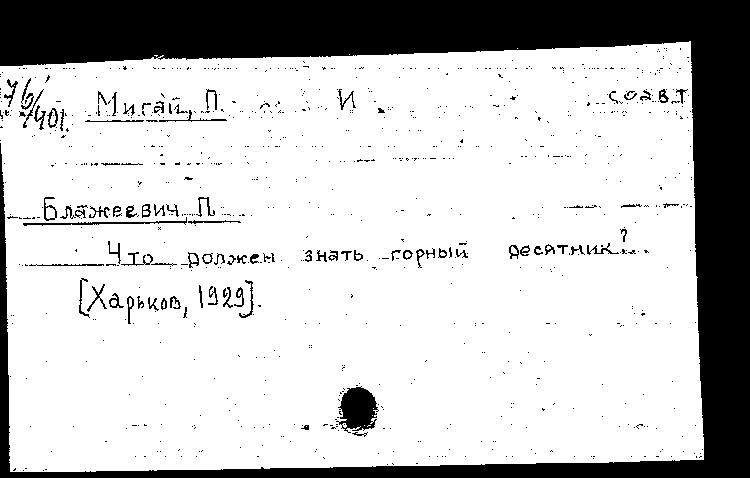 76/401. Мигай, П. И. соавт
Блажеевич, П.
Что должен знать горный десятник?
[Харьков, 1929].